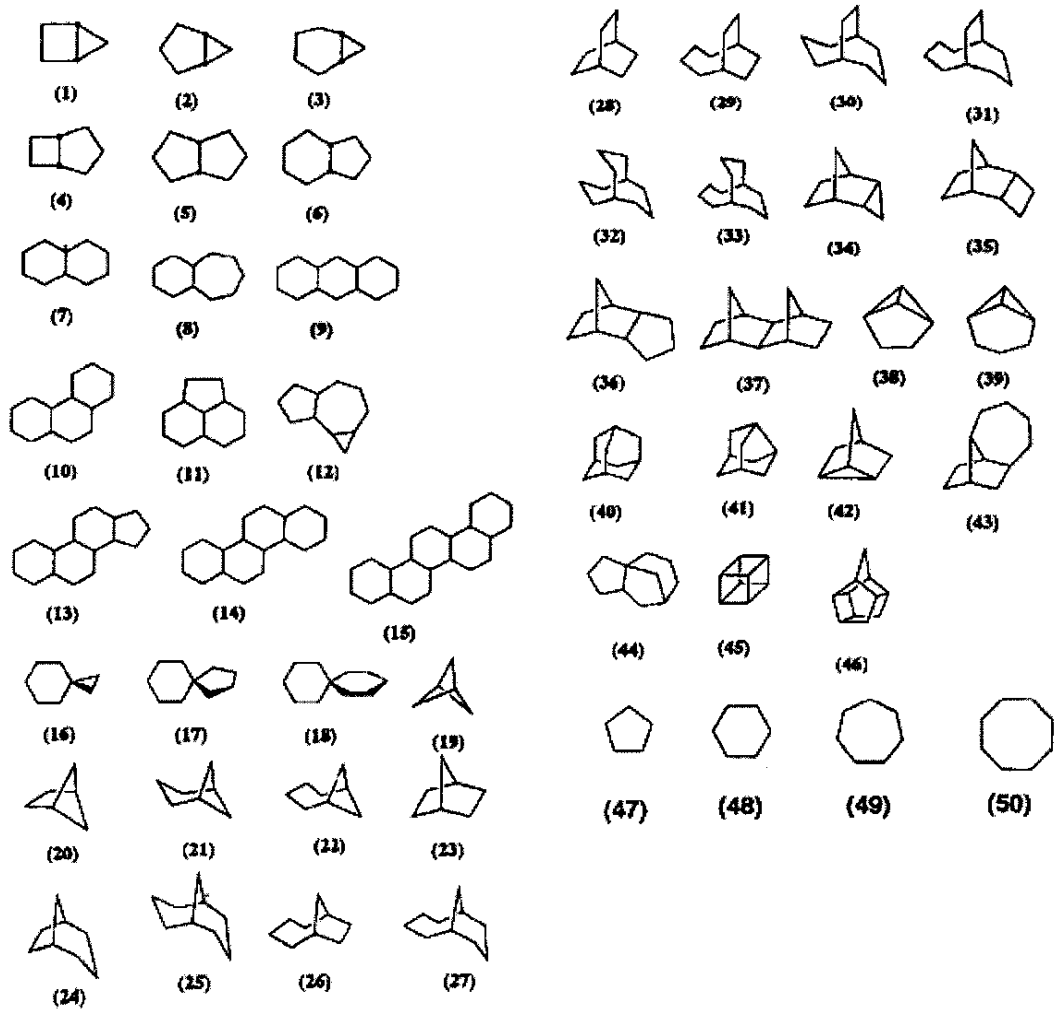 (1) (2) (3)
(4) (5) (6)
(7) (8) (9)
(10) (11) (12)
(13) (14) (15)
(16) (17) (18) (19)
(20) (21) (22) (23)
(24) (25) (26) (27)
(28) (29) (30) (31)
(32) (33) (34) (35)
(36) (37) (38) (39)
(40) (41) (42) (43)
(44) (45) (46)
(47) (48) (49) (50)